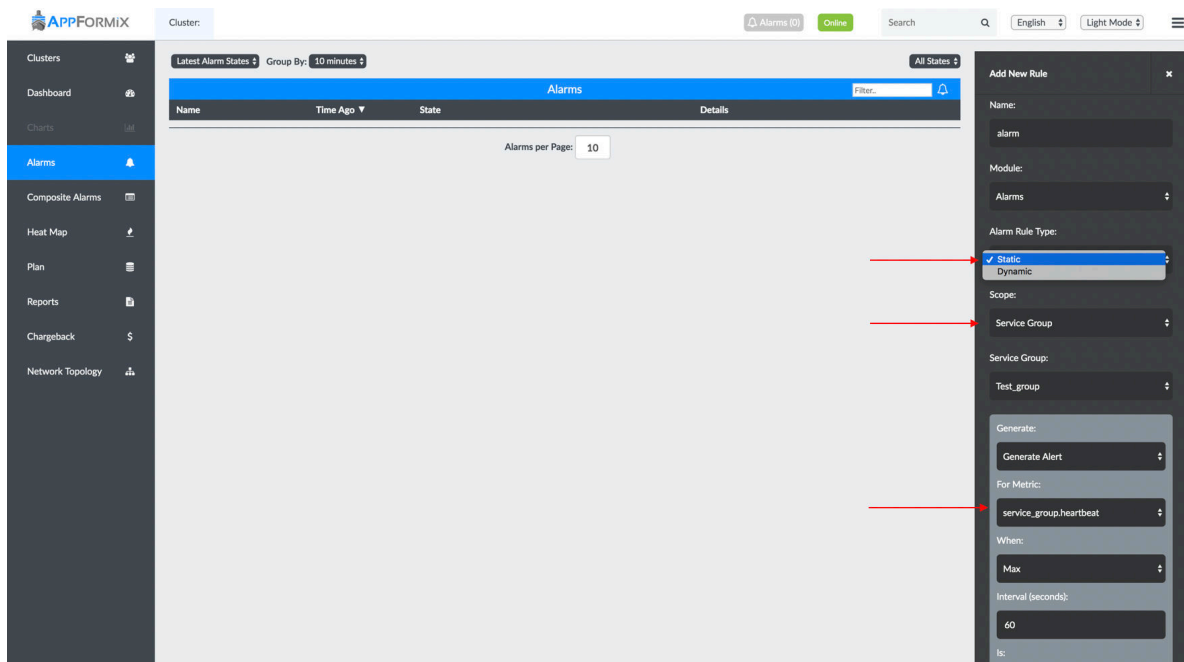 APPFORMIX
Cluster:
Alarms (0)
Online
Search
English
Light Mode
Clusters
Dashboard
Charts
Alarms
Composite Alarms
Heat Map
Plan
Reports
Chargeback
Network Topology
Latest Alarm States Group By: 10 minutes
All States
Alarms
Filter..
Name Time Ago ▼ State Details
Alarms per Page: 10
Add New Rule
Name:
alarm
Module:
Alarms
Alarm Rule Type:
✓ Static
Dynamic
Scope:
Service Group
Service Group:
Test_group
Generate:
Generate Alert
For Metric:
service_group.heartbeat
When:
Max
Interval (seconds):
60
Is: